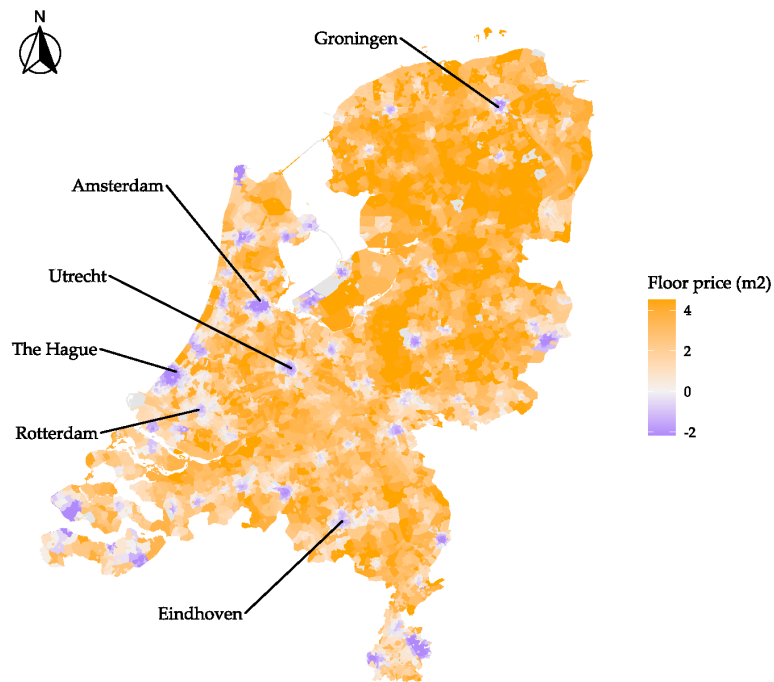 N
Groningen
Amsterdam
Utrecht
Floor price (m2)
4
2
The Hague
0
Rotterdam
-2
Eindhoven